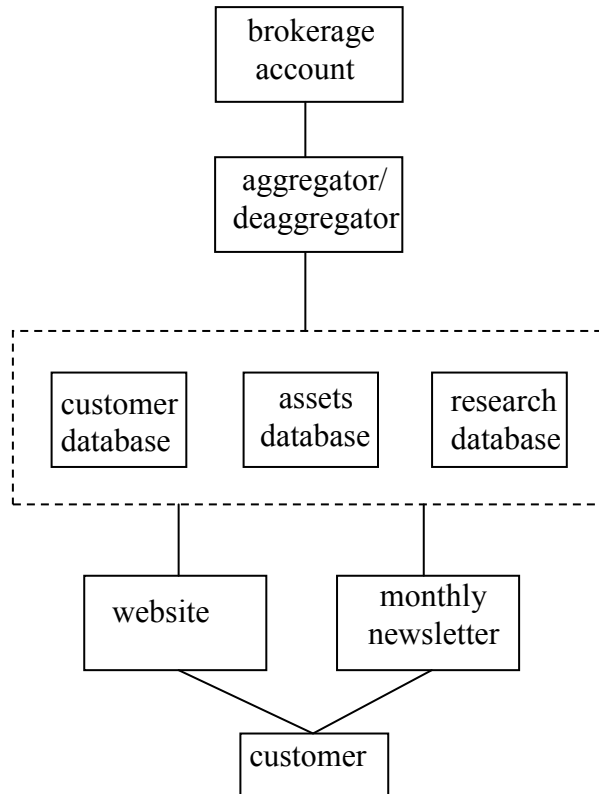 brokerage
account
aggregator/
deaggregator
customer
database
assets
database
research
database
website
monthly
newsletter
customer